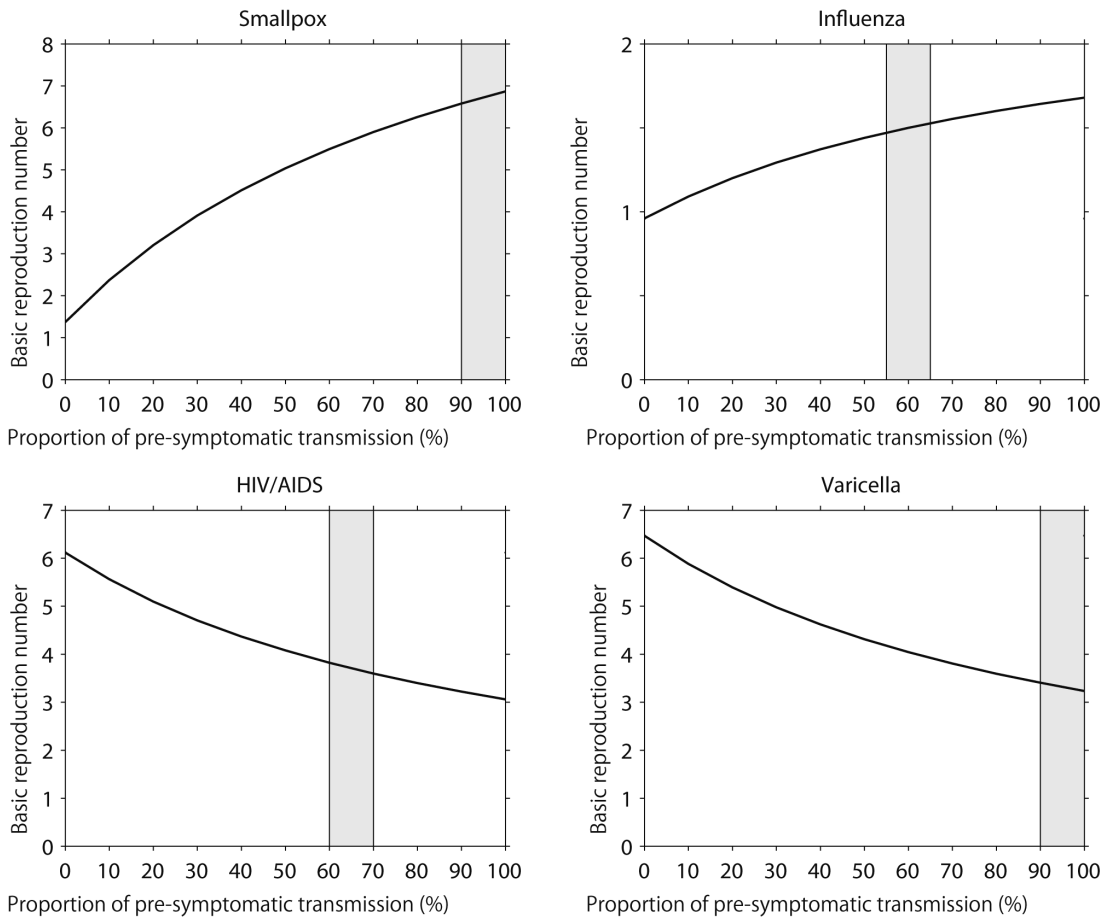 Smallpox
Basic reproduction number
8
7
6
5
4
3
2
1
0
0 10 20 30 40 50 60 70 80 90 100
Proportion of pre-symptomatic transmission (%)
Influenza
Basic reproduction number
2
1
0
0 10 20 30 40 50 60 70 80 90 100
Proportion of pre-symptomatic transmission (%)
HIV/AIDS
Basic reproduction number
7
6
5
4
3
2
1
0
0 10 20 30 40 50 60 70 80 90 100
Proportion of pre-symptomatic transmission (%)
Varicella
Basic reproduction number
7
6
5
4
3
2
1
0
0 10 20 30 40 50 60 70 80 90 100
Proportion of pre-symptomatic transmission (%)